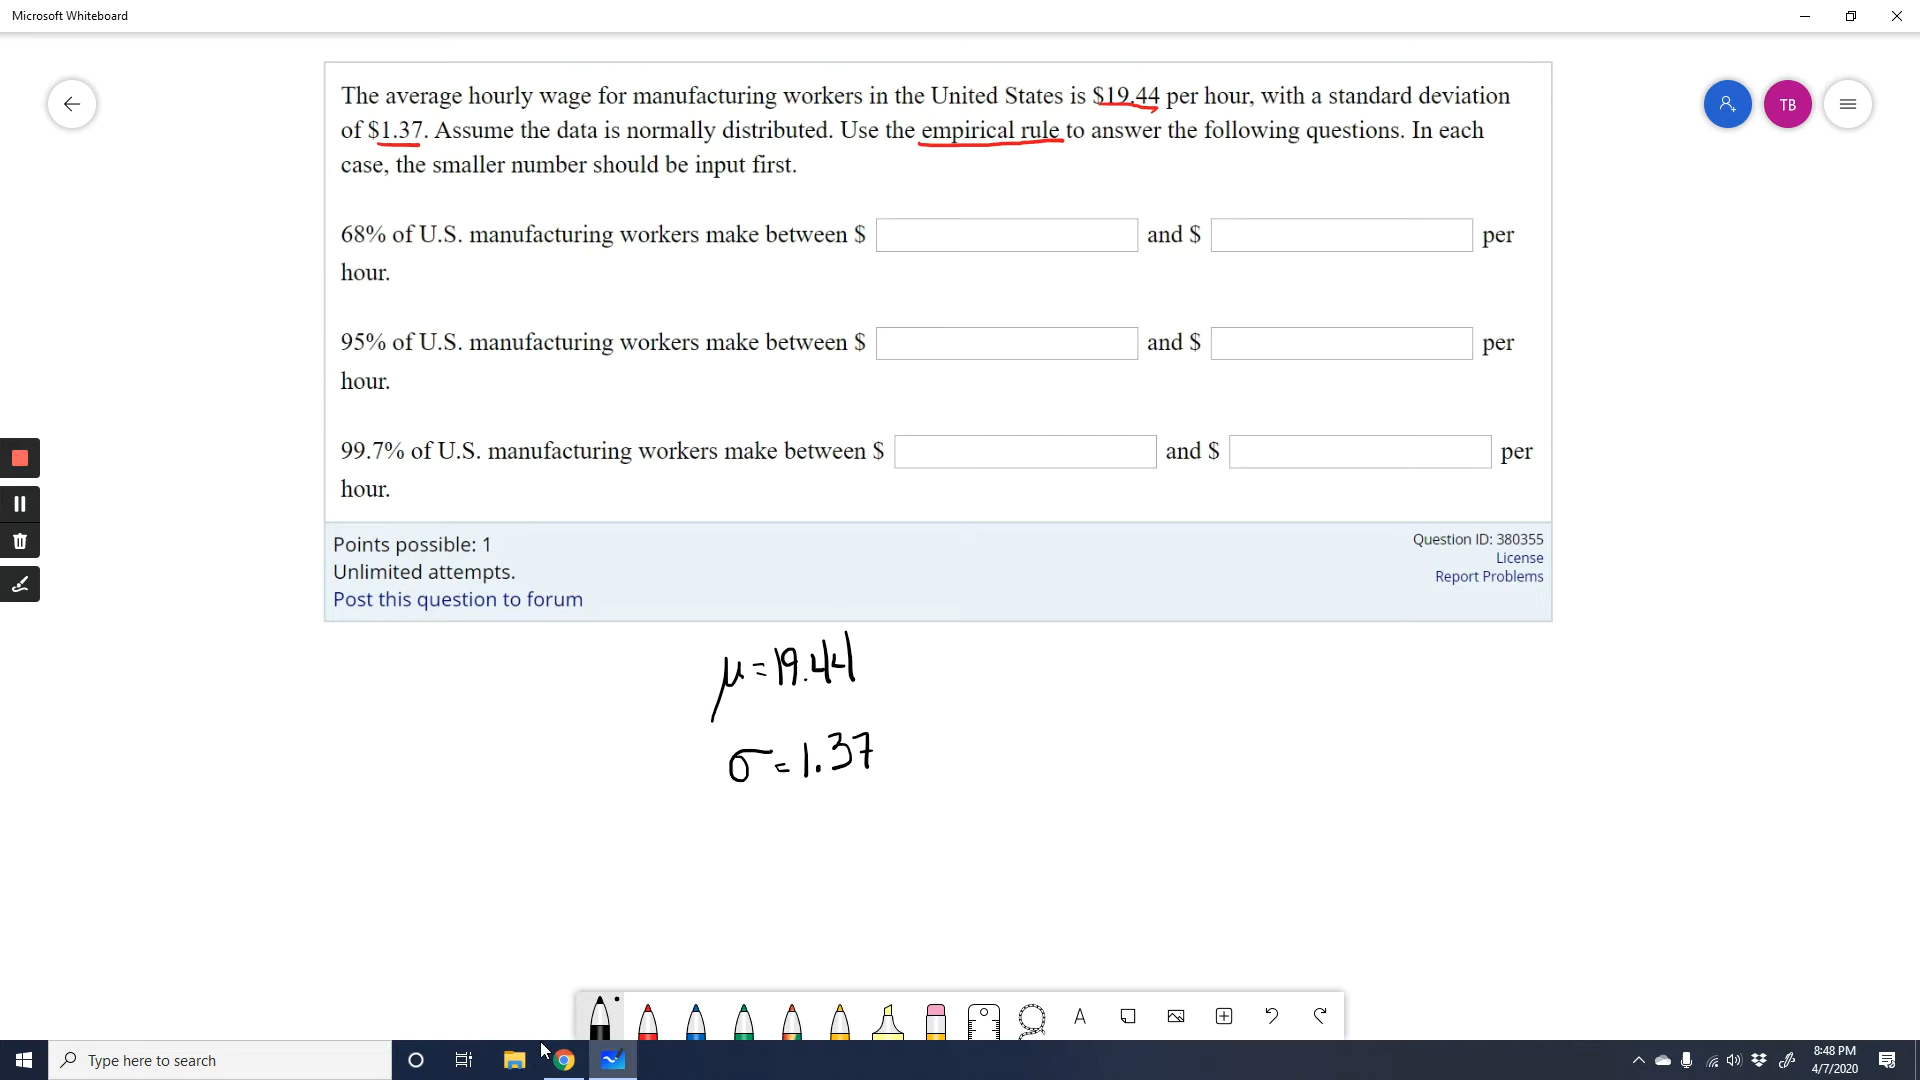 Microsoft Whiteboard
The average hourly wage for manufacturing workers in the United States is $19.44 per hour, with a standard deviation
of $1.37. Assume the data is normally distributed. Use the empirical rule to answer the following questions. In each
case, the smaller number should be input first.
68% of U.S. manufacturing workers make between $ and $ per
hour.
95% of U.S. manufacturing workers make between $ and $ per
hour.
99.7% of U.S. manufacturing workers make between $ and $ per
hour.
Points possible: 1
Unlimited attempts.
Post this question to forum
Question ID: 380355
License
Report Problems
TB
μ = 19.44
σ = 1.37
A
Type here to search
8:48 PM
4/7/2020